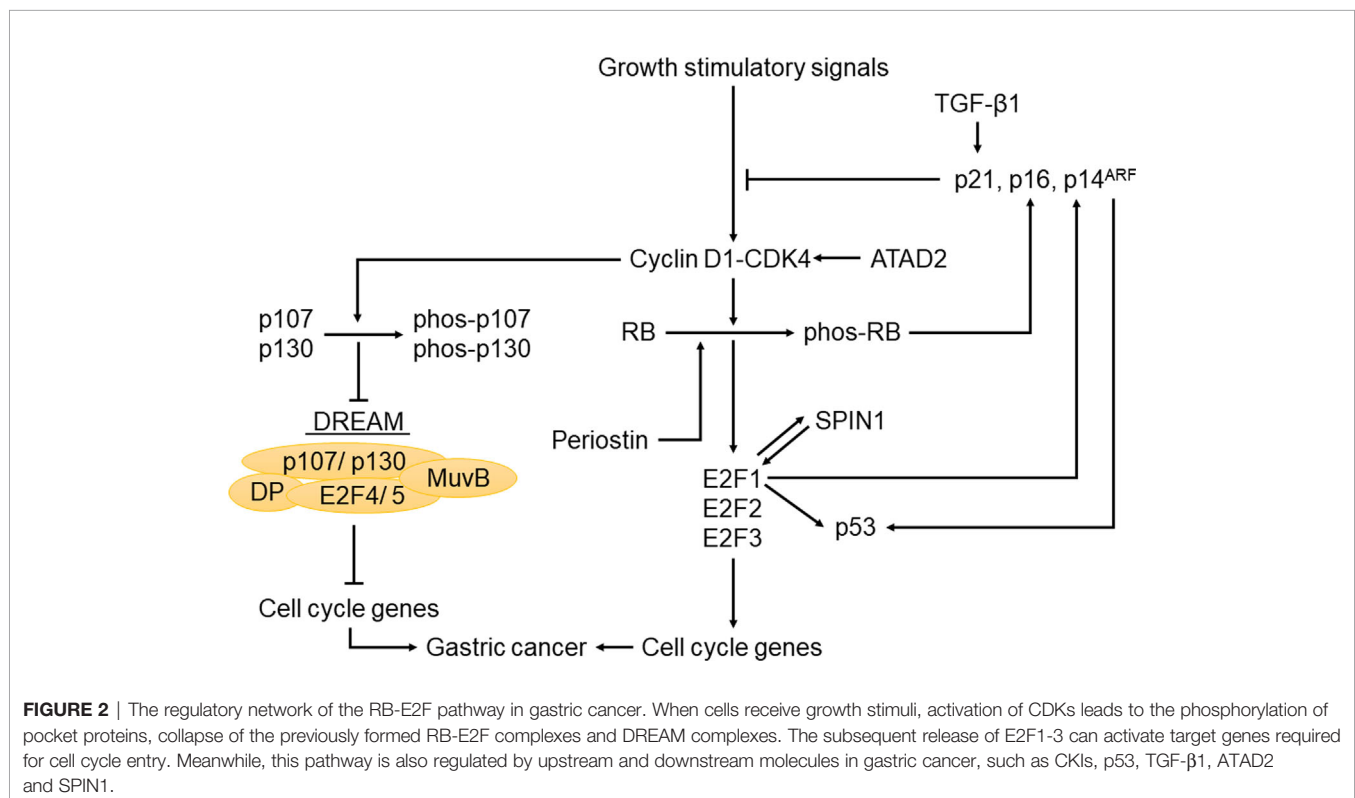 Growth stimulatory signals
TGF-β1
p21, p16, p14ARF
Cyclin D1-CDK4
ATAD2
p107
p130
phos-p107
phos-p130
RB
phos-RB
DREAM
Periostin
SPIN1
p107/ p130
MuvB
DP
E2F4/ 5
E2F1
E2F2
E2F3
p53
Cell cycle genes
Gastric cancer
Cell cycle genes
FIGURE 2 | The regulatory network of the RB-E2F pathway in gastric cancer. When cells receive growth stimuli, activation of CDKs leads to the phosphorylation of
pocket proteins, collapse of the previously formed RB-E2F complexes and DREAM complexes. The subsequent release of E2F1-3 can activate target genes required
for cell cycle entry. Meanwhile, this pathway is also regulated by upstream and downstream molecules in gastric cancer, such as CKIs, p53, TGF-β1, ATAD2
and SPIN1.